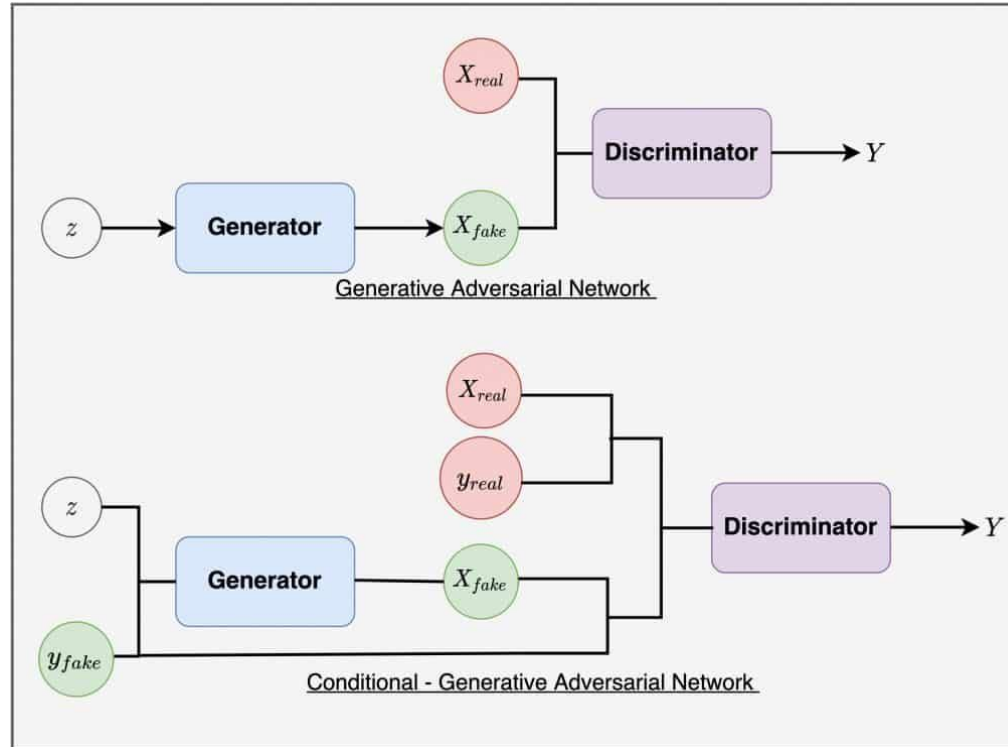 X_real
Discriminator
Y
z
Generator
X_fake
Generative Adversarial Network
X_real
y_real
z
Discriminator
Y
Generator
X_fake
y_fake
Conditional - Generative Adversarial Network